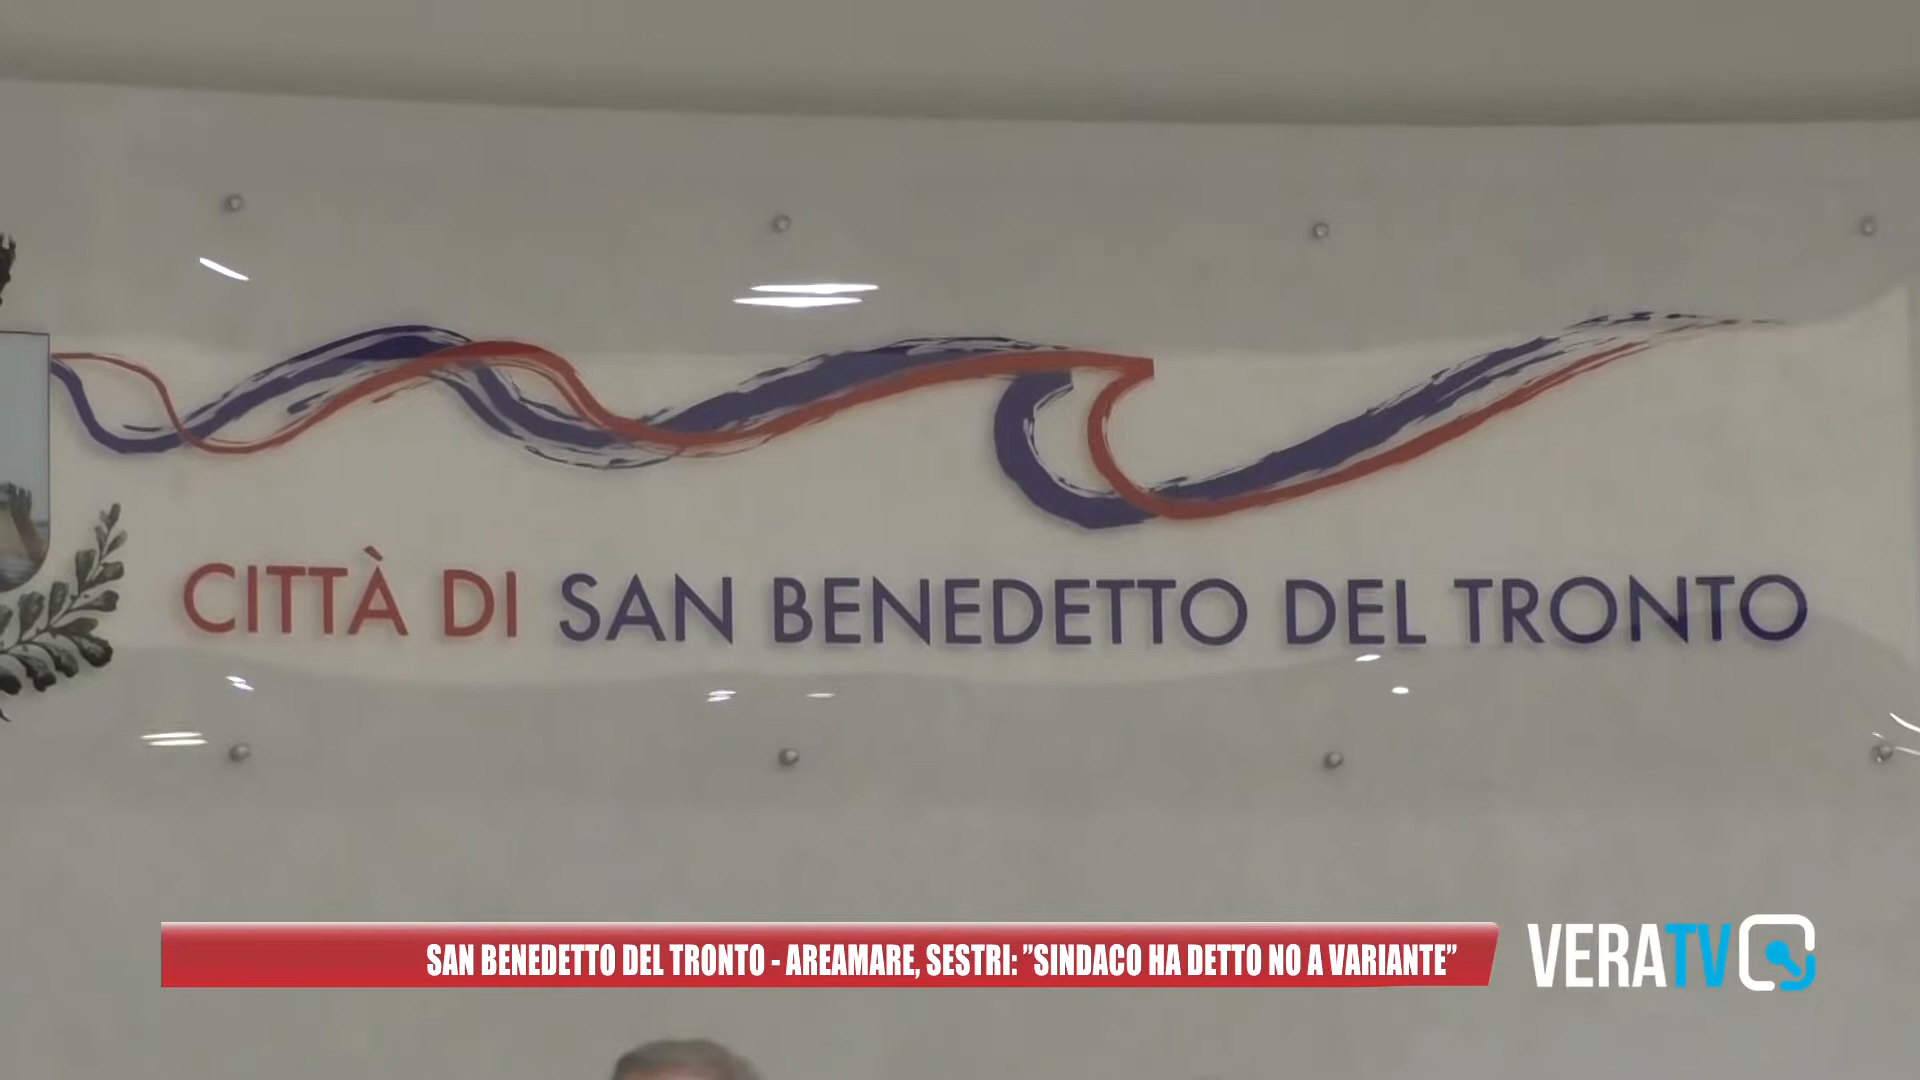 CITTÀ DI SAN BENEDETTO DEL TRONTO
SAN BENEDETTO DEL TRONTO - AREAMARE, SESTRI: ”SINDACO HA DETTO NO A VARIANTE”
VERATV